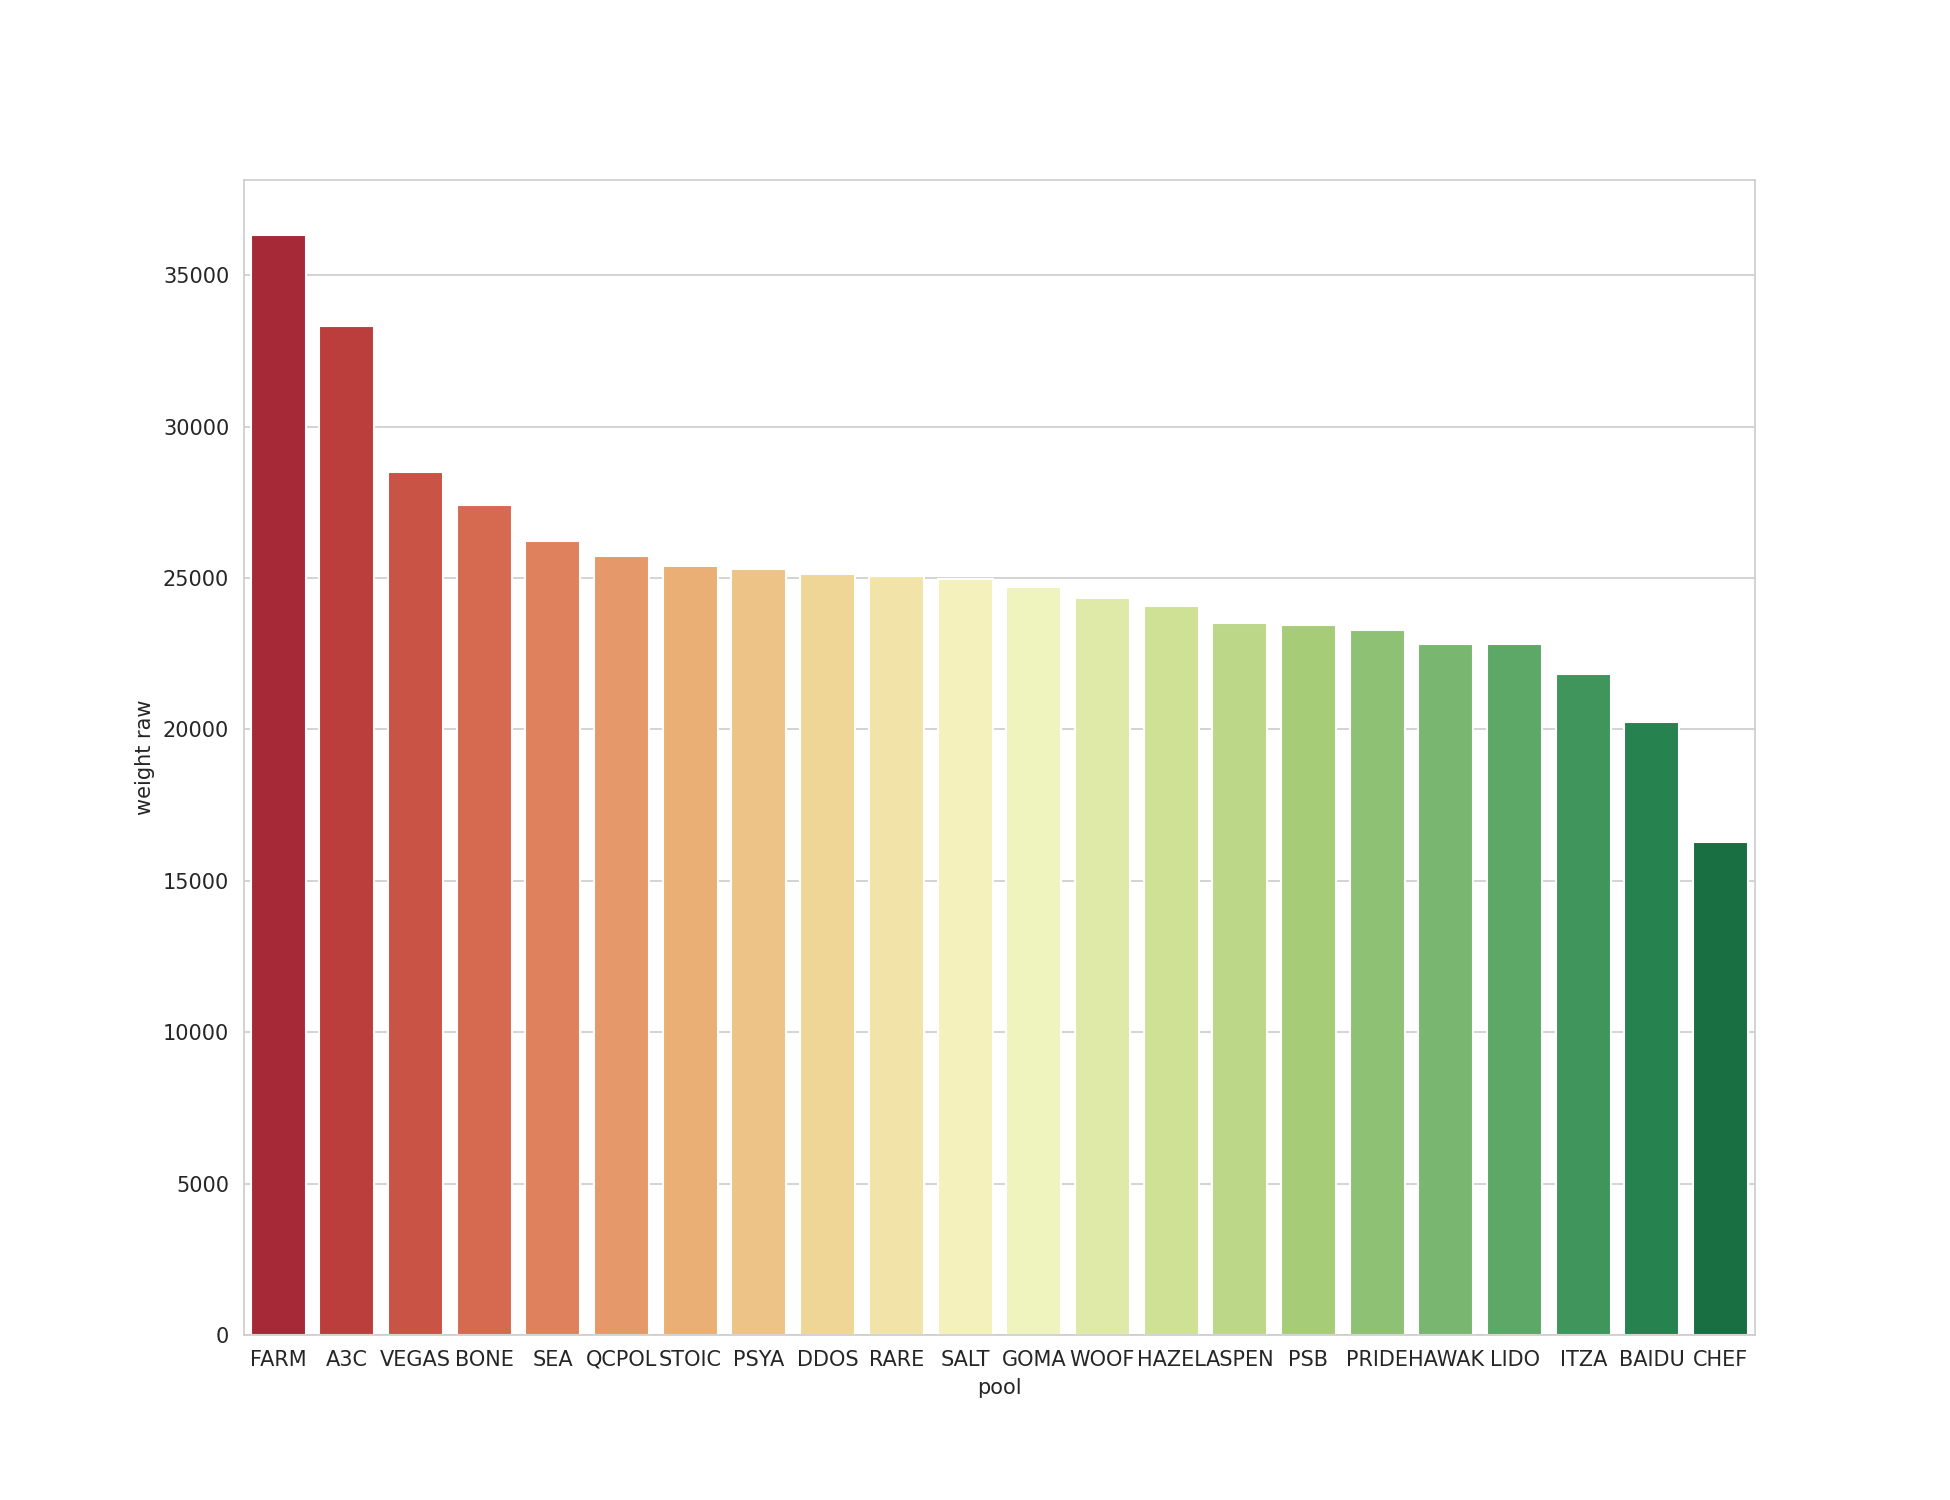 35000
30000
25000
20000
15000
10000
5000
0
weight raw
FARM A3C VEGAS BONE SEA QCPOL STOIC PSYA DDOS RARE SALT GOMA WOOF HAZEL ASPEN PSB PRIDE HAWAK LIDO ITZA BAIDU CHEF
pool